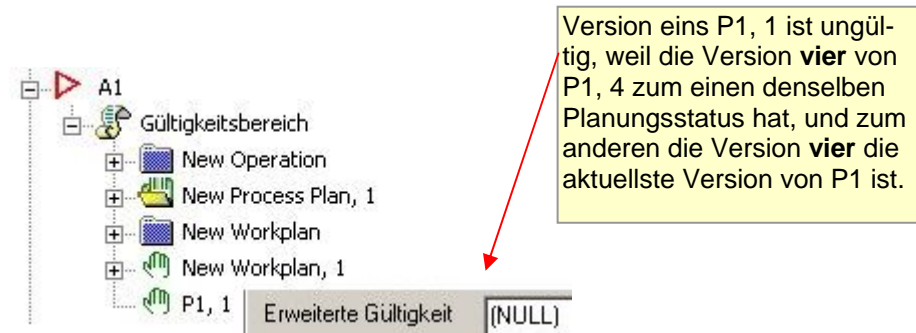 Version eins P1, 1 ist ungül-
tig, weil die Version vier von
P1, 4 zum einen denselben
Planungsstatus hat, und zum
anderen die Version vier die
aktuellste Version von P1 ist.
A1
Gültigkeitsbereich
New Operation
New Process Plan, 1
New Workplan
New Workplan, 1
P1, 1
Erweiterte Gültigkeit (NULL)